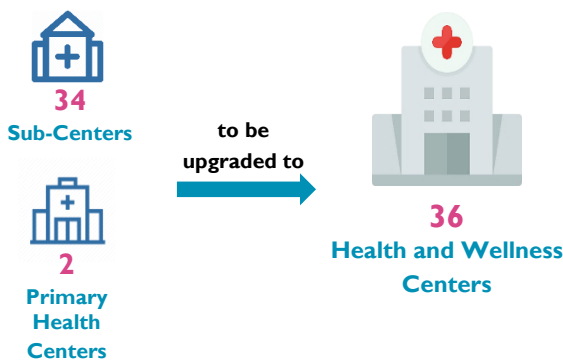 34
Sub-Centers
2
Primary
Health
Centers
to be
upgraded to
36
Health and Wellness
Centers